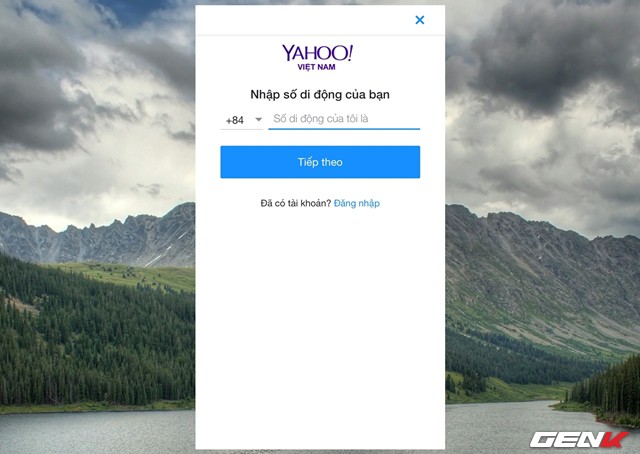 ×
YAHOO!
VIỆT NAM
Nhập số di động của bạn
+84 Số di động của tôi là
Tiếp theo
Đã có tài khoản? Đăng nhập
GENK